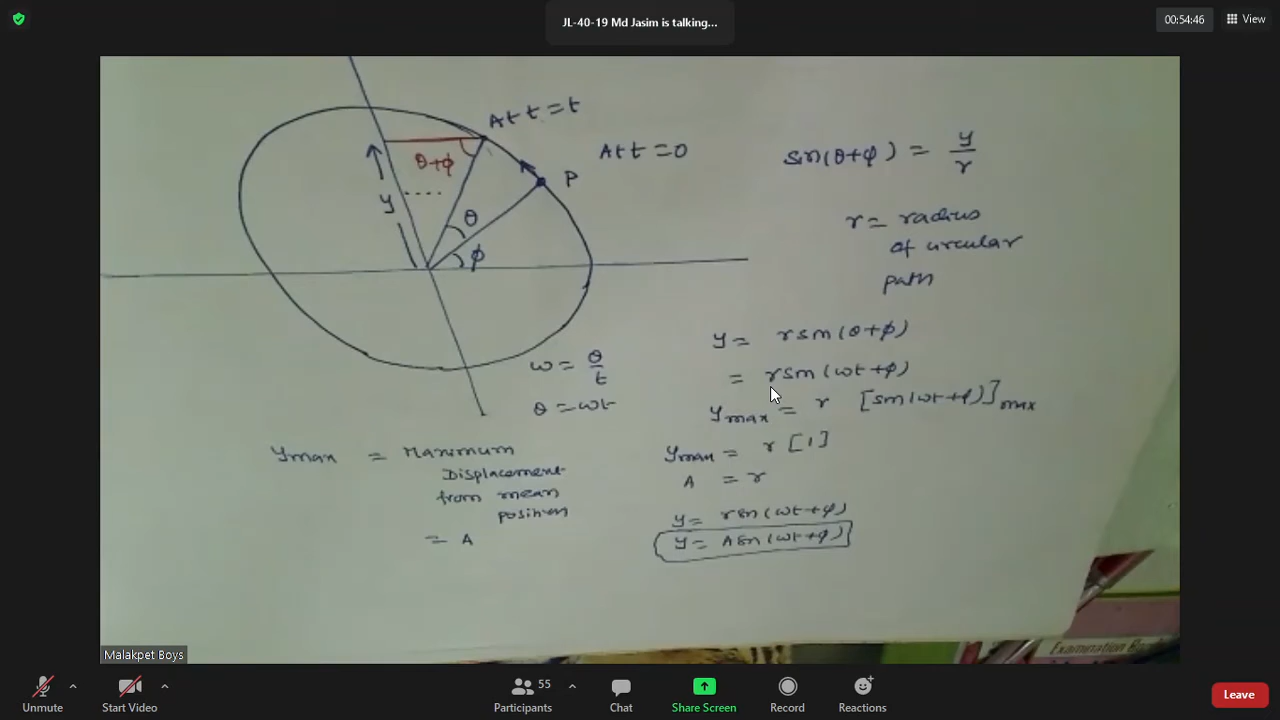 JL-40-19 Md Jasim is talking...
00:54:46
View
At t = t
At t = 0
P
θ+φ
y
θ
φ
sin(θ+φ) = y/r
r = radius
of circular
path
ω = θ/t
θ = ωt
y = r sin(θ+φ)
= r sin(ωt+φ)
ymax = r [sin(ωt+φ)]max
ymax = r [1]
A = r
y = r sin(ωt+φ)
y = A sin(ωt+φ)
ymax = Maximum
Displacement
from mean
position
= A
Examination
Malakpet Boys
Unmute
Start Video
55
Participants
Chat
Share Screen
Record
Reactions
Leave